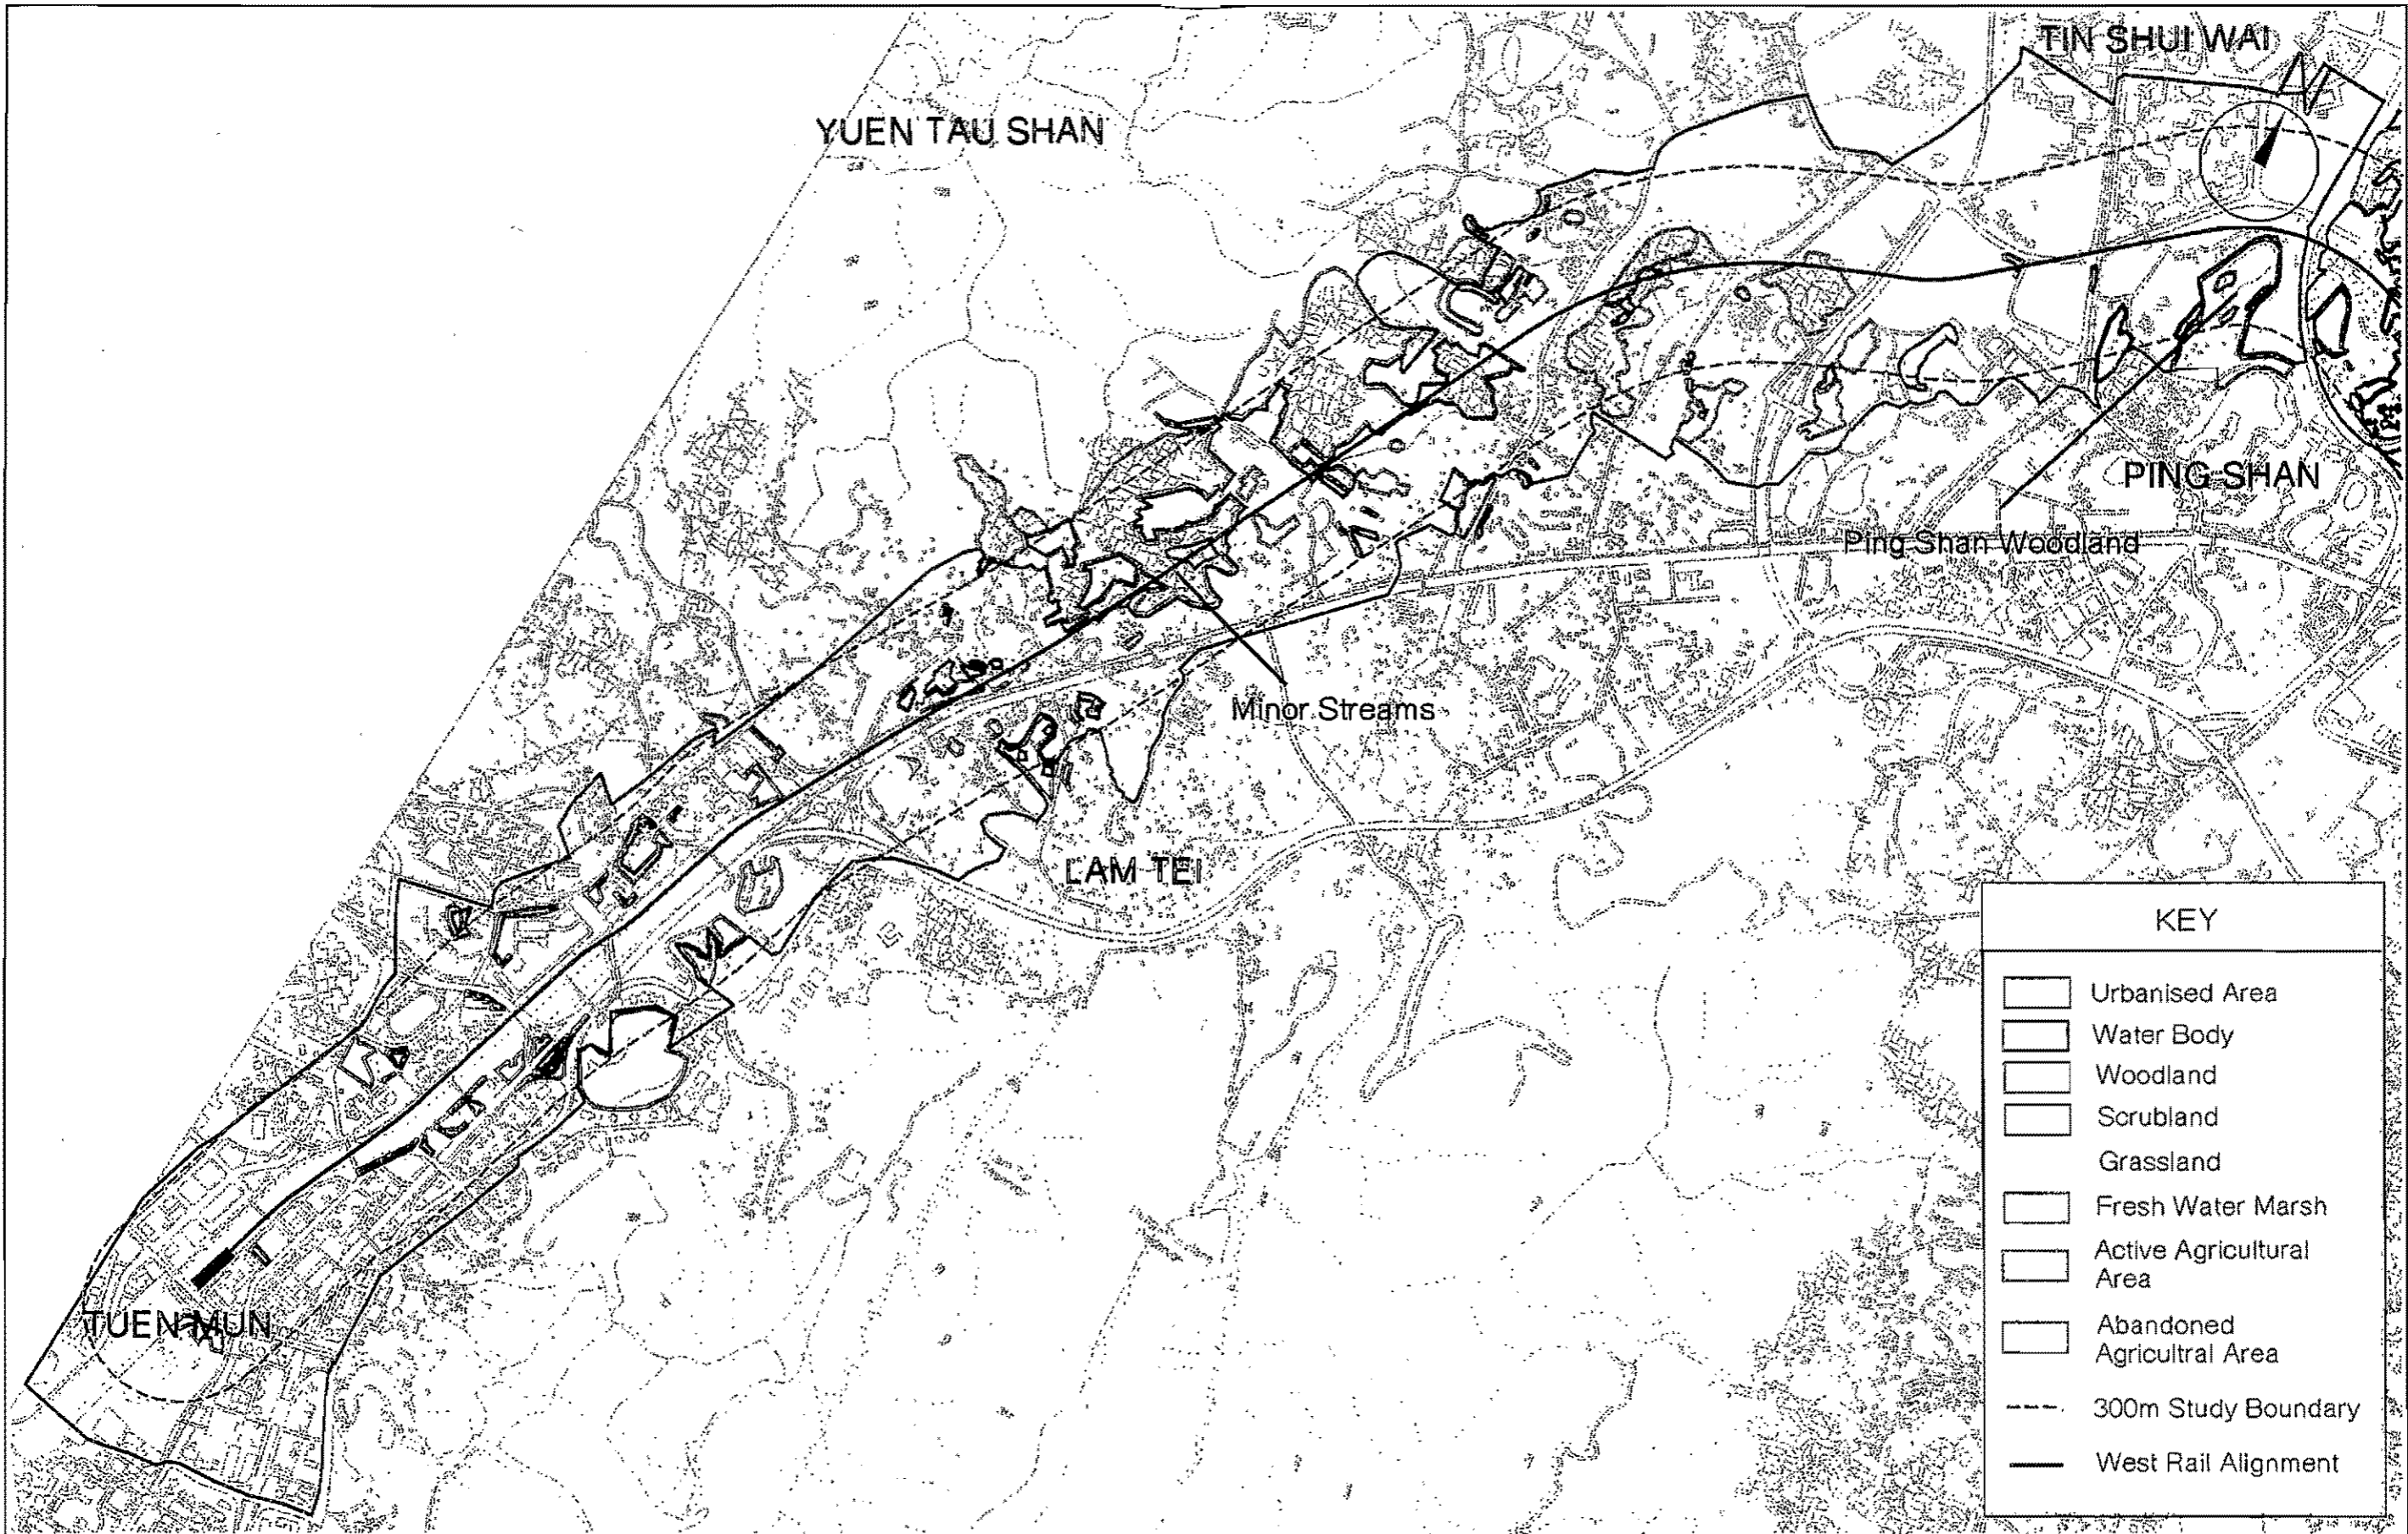 TIN SHUI WAI
N
YUEN TAU SHAN
PING SHAN
Ping Shan Woodland
Minor Streams
LAM TEI
TUEN MUN
KEY
Urbanised Area
Water Body
Woodland
Scrubland
Grassland
Fresh Water Marsh
Active Agricultural
Area
Abandoned
Agricultral Area
300m Study Boundary
West Rail Alignment